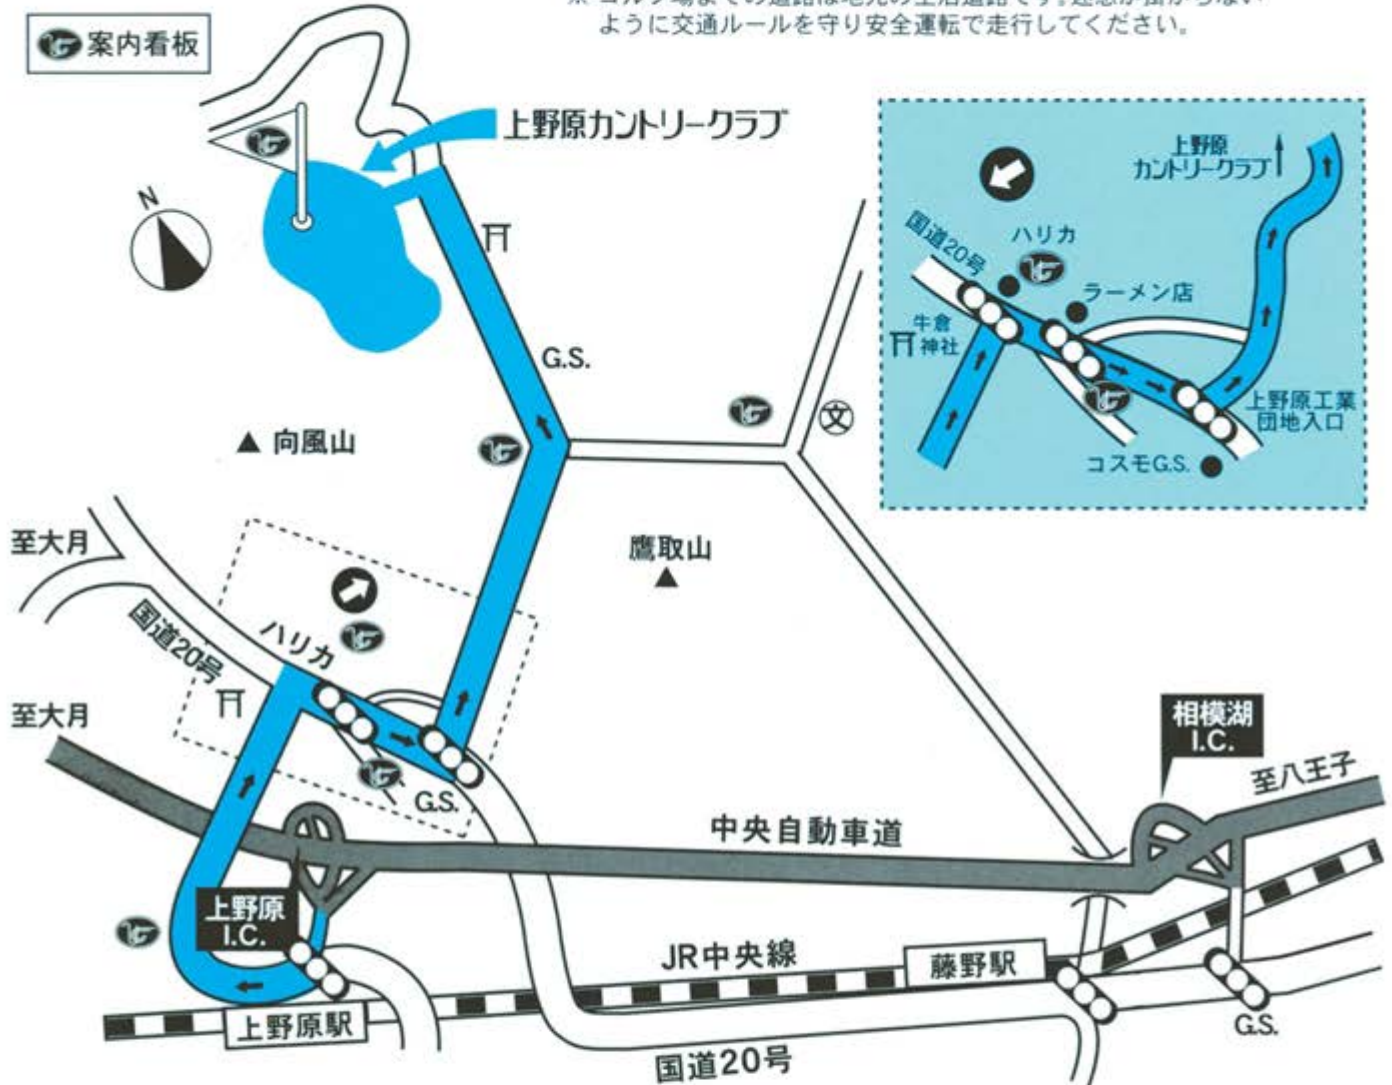 ように交通ルールを守り安全運転で走行してください。
案内看板
上野原カントリークラブ
N
G.S.
向風山
文
鷹取山
至大月
国道20号
ハリカ
至大月
G.S.
相模湖
I.C.
至八王子
中央自動車道
上野原
I.C.
JR中央線
藤野駅
上野原駅
国道20号
G.S.
上野原
カントリークラブ
国道20号
ハリカ
ラーメン店
牛倉
神社
上野原工業
団地入口
コスモG.S.